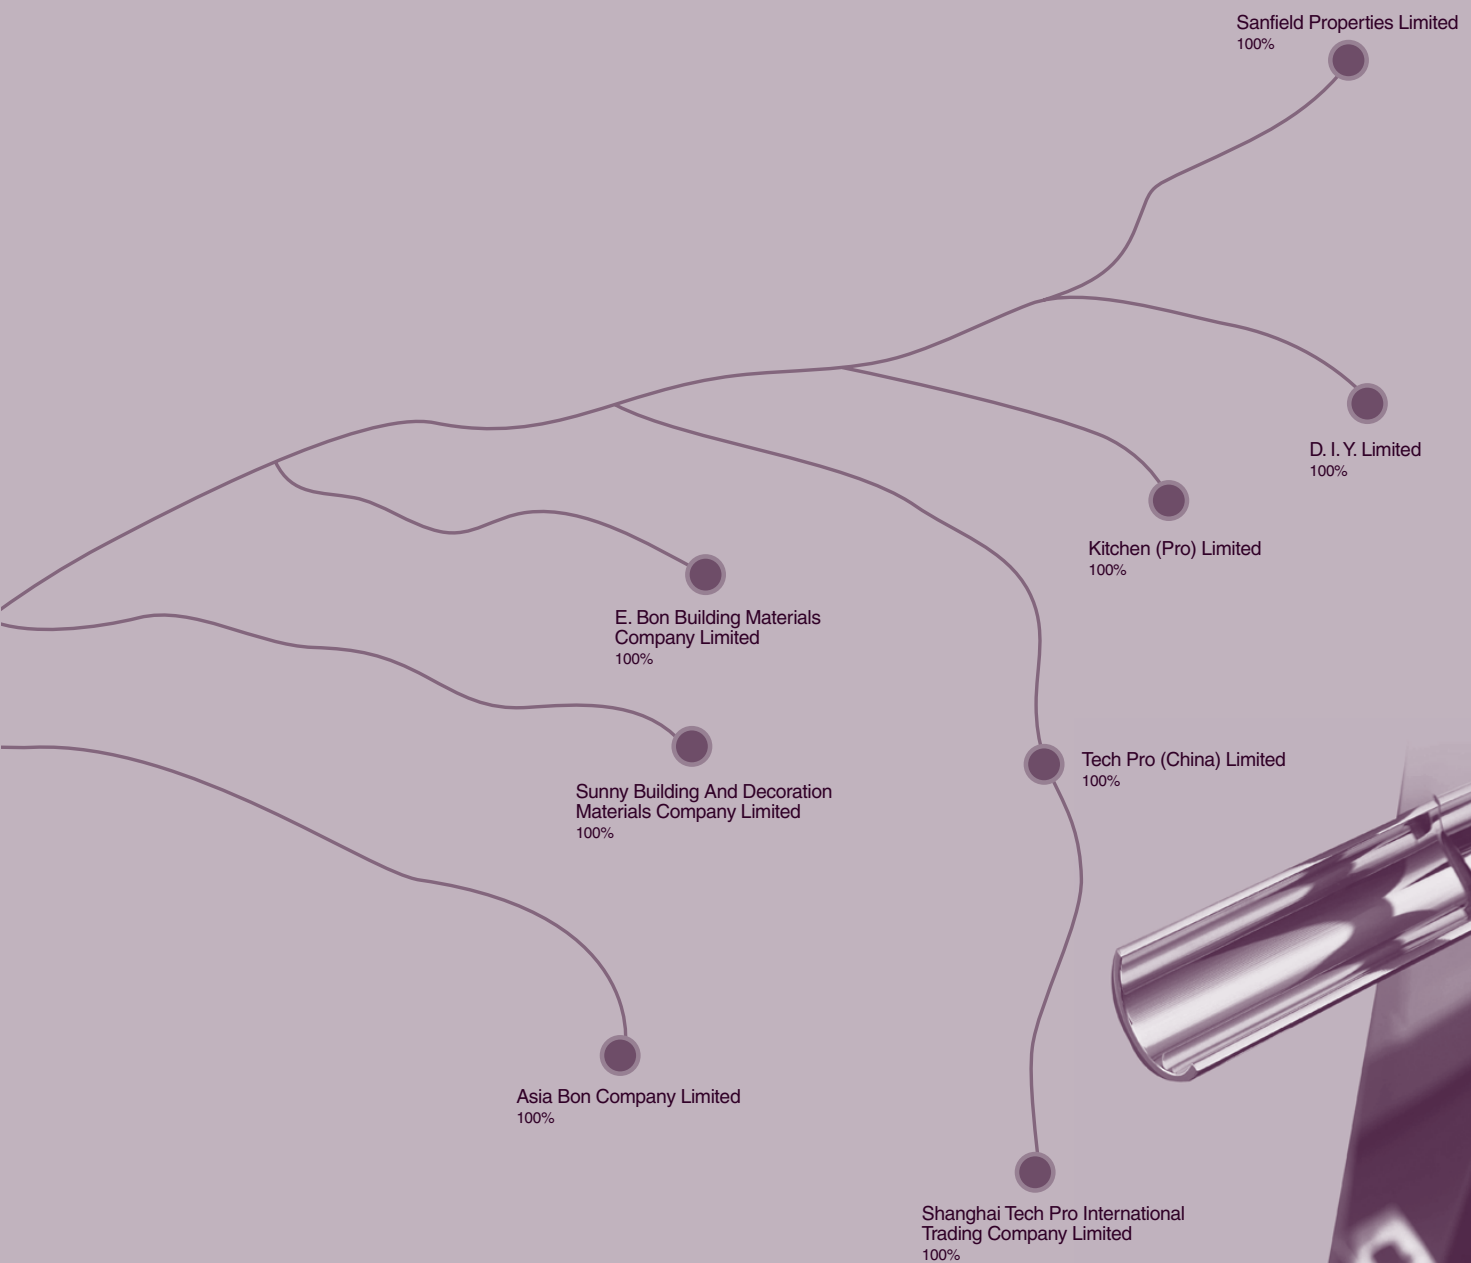 Sanfield Properties Limited
100%
D. I. Y. Limited
100%
Kitchen (Pro) Limited
100%
E. Bon Building Materials
Company Limited
100%
Tech Pro (China) Limited
100%
Sunny Building And Decoration
Materials Company Limited
100%
Asia Bon Company Limited
100%
Shanghai Tech Pro International
Trading Company Limited
100%